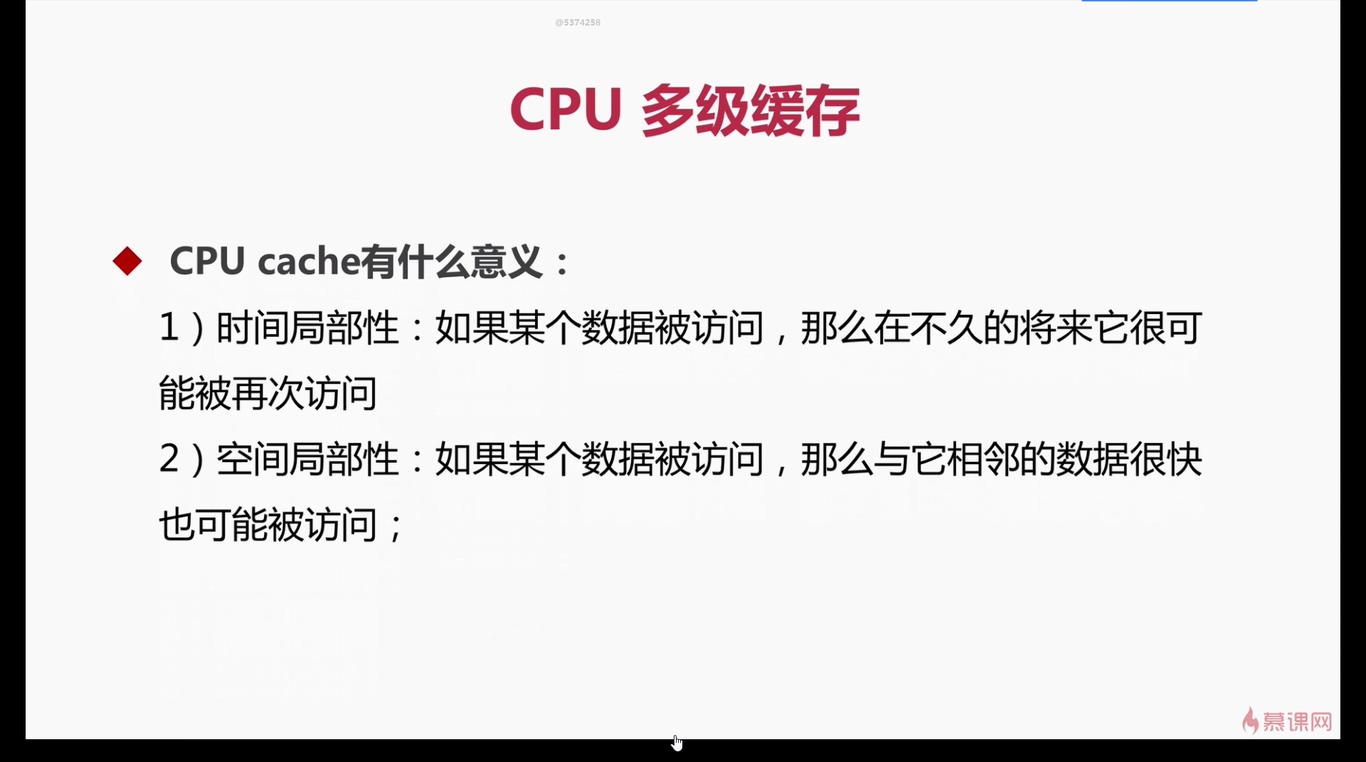 @5374258
CPU 多级缓存
CPU cache有什么意义：
1）时间局部性：如果某个数据被访问，那么在不久的将来它很可
能被再次访问
2）空间局部性：如果某个数据被访问，那么与它相邻的数据很快
也可能被访问；
慕课网